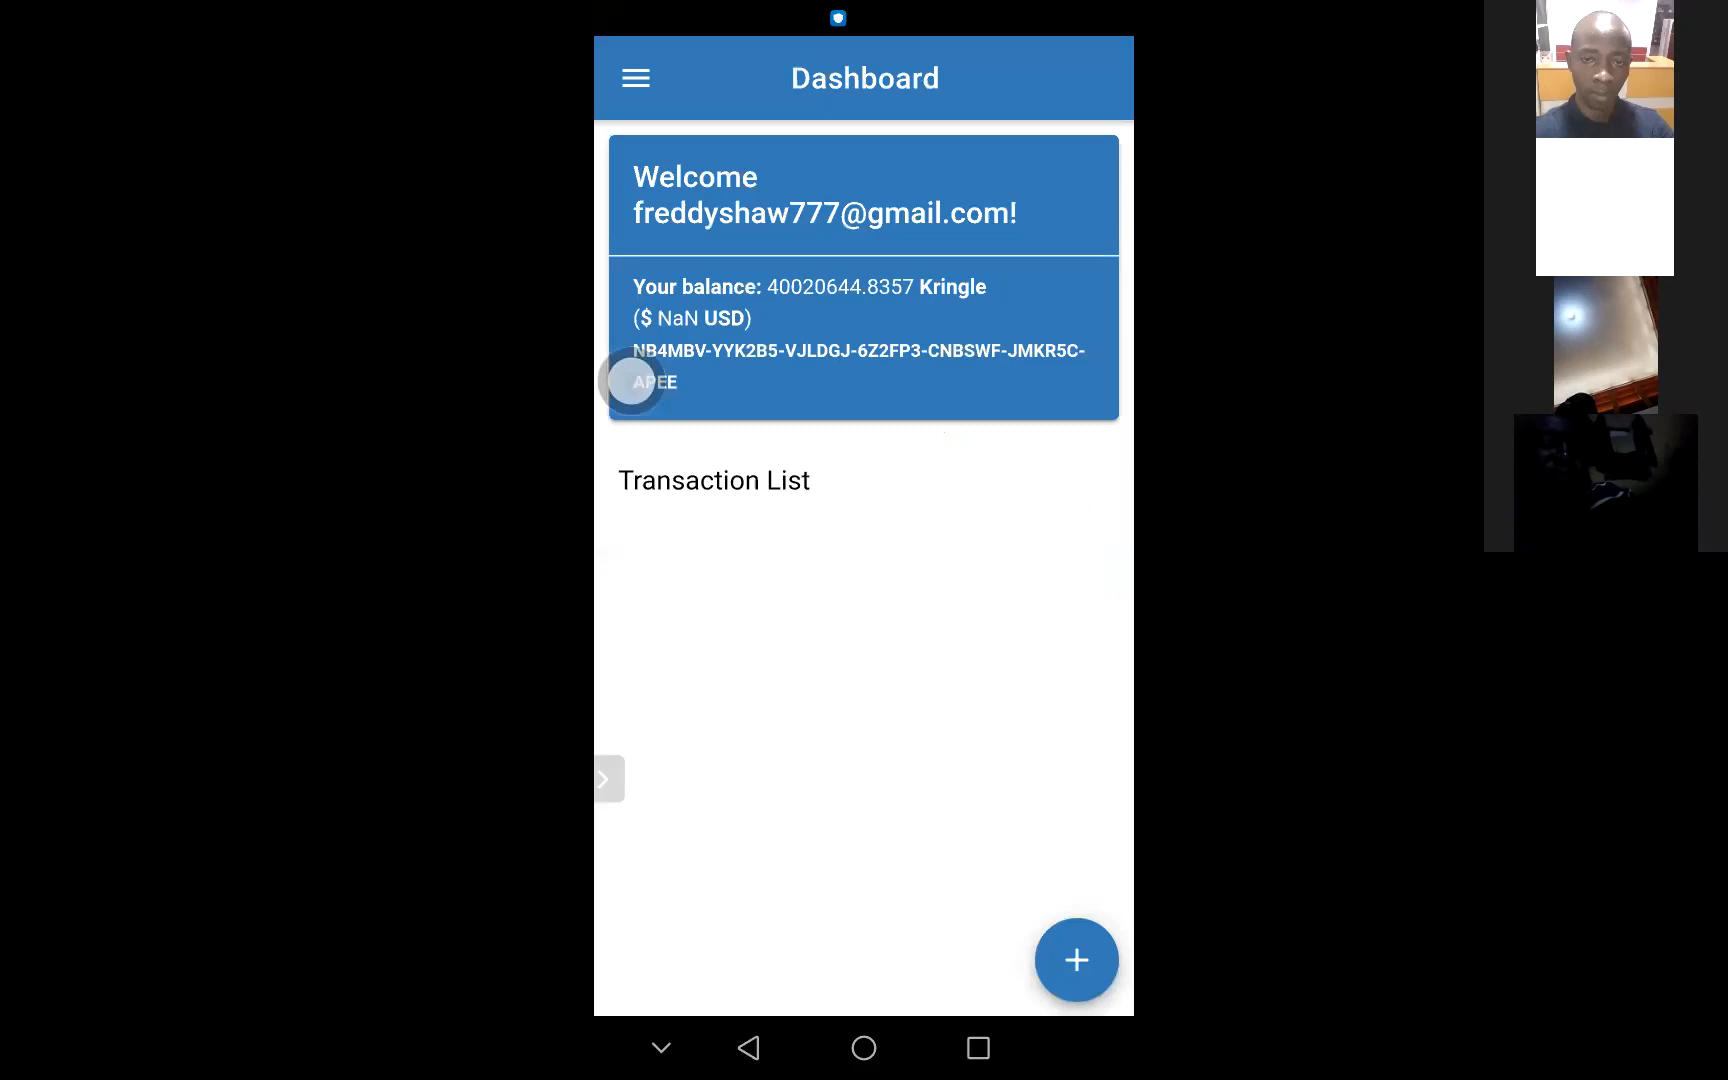 Dashboard
Welcome
freddyshaw777@gmail.com!
Your balance: 40020644.8357 Kringle
($ NaN USD)
NB4MBV-YYK2B5-VJLDGJ-6Z2FP3-CNBSWF-JMKR5C-
APEE
Transaction List